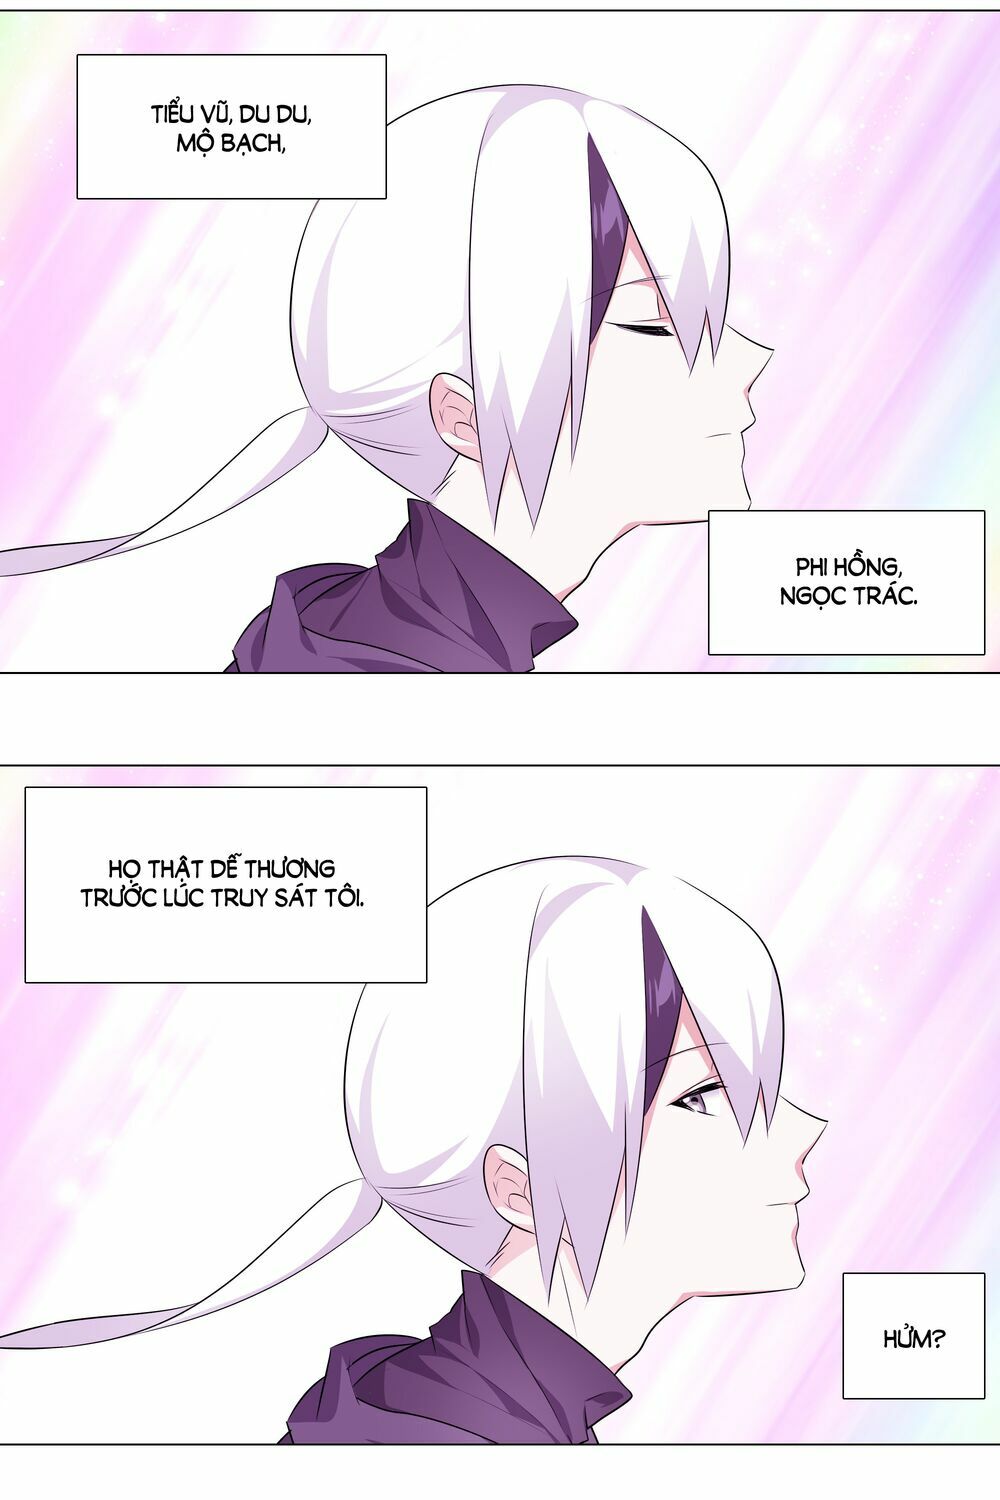 TIỂU VŨ, DU DU,
MỘ BẠCH,
PHI HỒNG,
NGỌC TRÁC.
HỌ THẬT DỄ THƯƠNG
TRƯỚC LÚC TRUY SÁT TÔI.
HỬM?